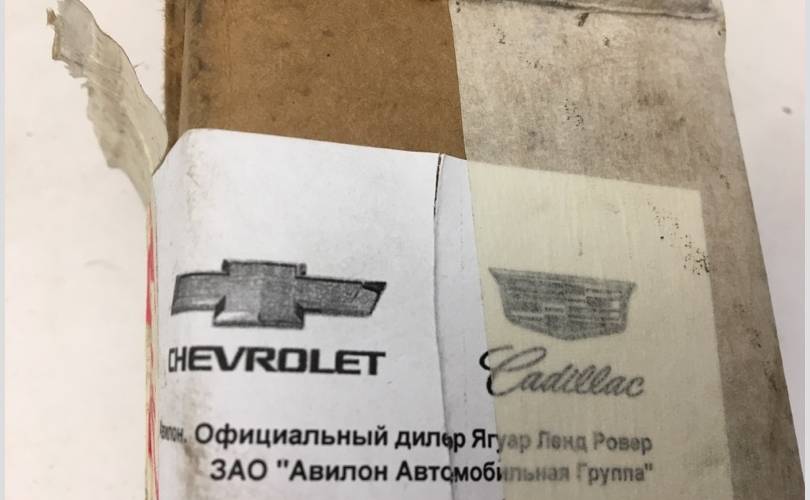 CHEVROLET
Cadillac
Авилон. Официальный дилер Ягуар Ленд Ровер
ЗАО "Авилон Автомобильная Группа"